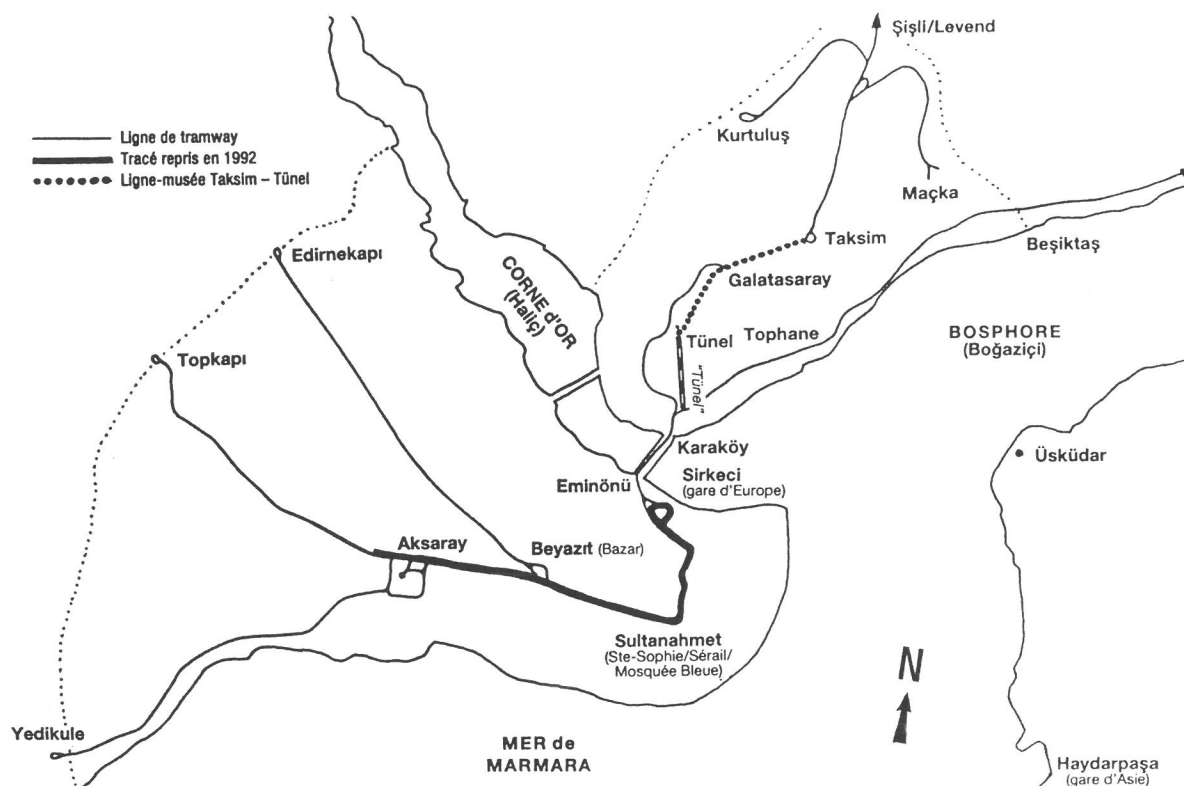 Şişli/Levend
Ligne de tramway
Tracé repris en 1992
Ligne-musée Taksim – Tünel
Kurtuluş
Maçka
Edirnekapı
Taksim
Beşiktaş
CORNE d'OR
(Haliç)
Galatasaray
Topkapı
Tünel
Tophane
BOSPHORE
(Boğaziçi)
"Tünel"
Karaköy
Üsküdar
Eminönü
Sirkeci
(gare d'Europe)
Aksaray
Beyazıt (Bazar)
Sultanahmet
(Ste-Sophie/Sérail/
Mosquée Bleue)
N
Yedikule
MER de
MARMARA
Haydarpaşa
(gare d'Asie)